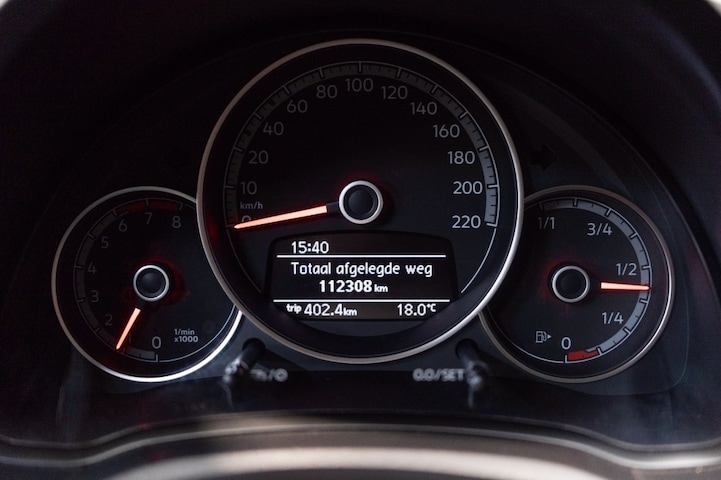 100
80
120
60
140
40
160
20
180
10
km/h
200
0
220
15:40
Totaal afgelegde weg
112308 km
trip 402.4km 18.0°C
5 6 7 8
4
3
2
1
0
1/min
x1000
1/1 3/4
1/2
1/4
0
0.0/SET